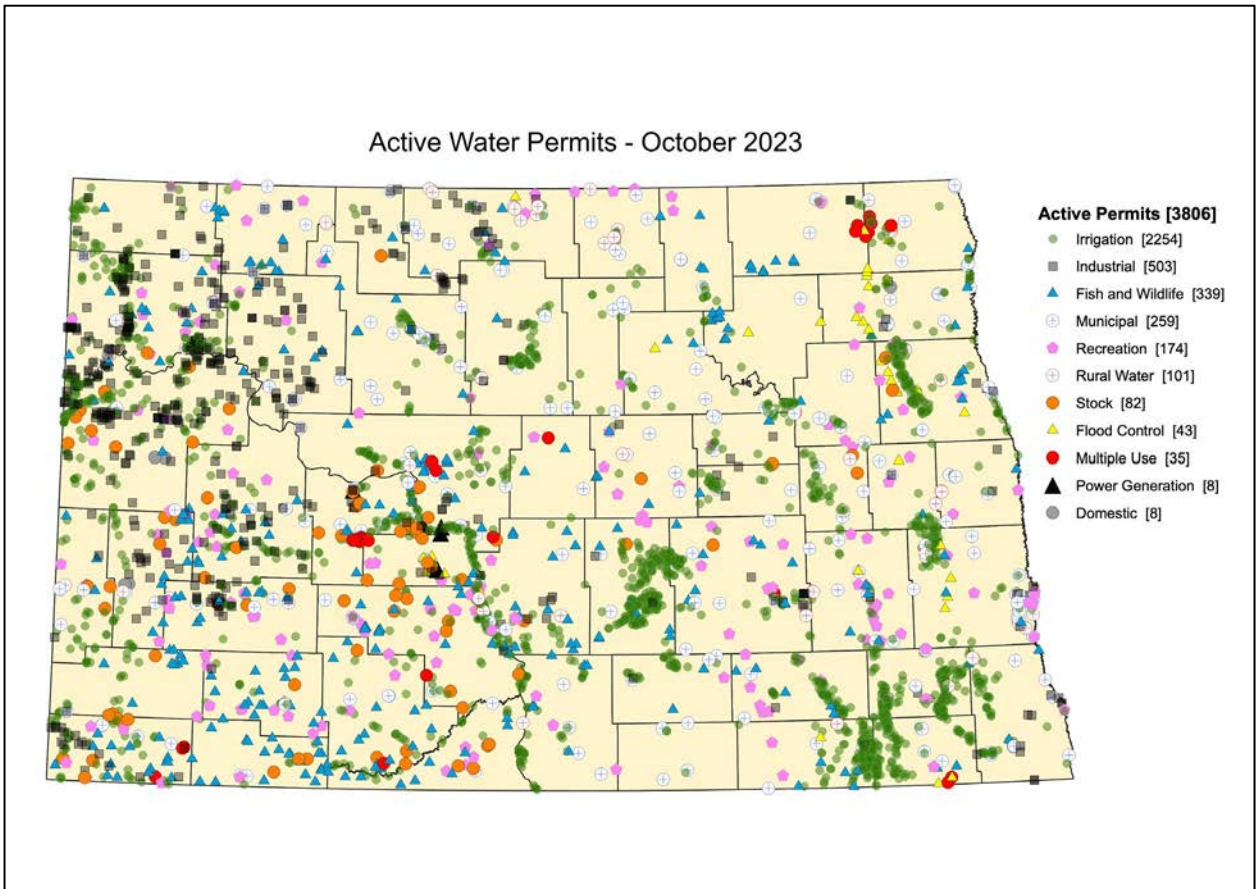 Active Water Permits - October 2023
Active Permits [3806]
Irrigation [2254]
Industrial [503]
Fish and Wildlife [339]
Municipal [259]
Recreation [174]
Rural Water [101]
Stock [82]
Flood Control [43]
Multiple Use [35]
Power Generation [8]
Domestic [8]